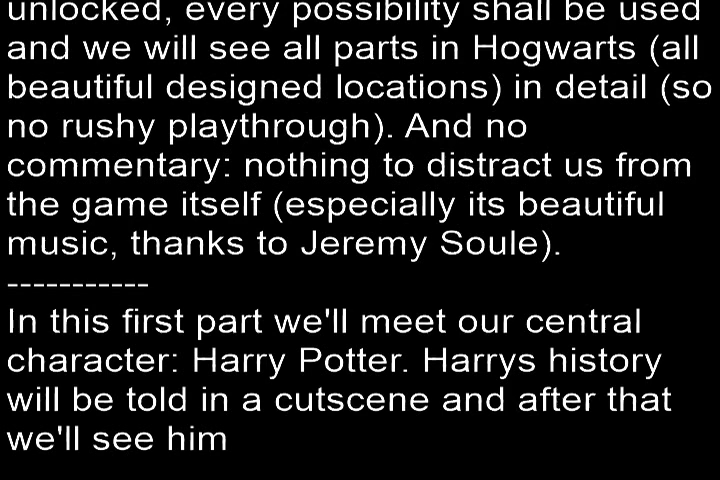 unlocked, every possibility shall be used
and we will see all parts in Hogwarts (all
beautiful designed locations) in detail (so
no rushy playthrough). And no
commentary: nothing to distract us from
the game itself (especially its beautiful
music, thanks to Jeremy Soule).
-----------
In this first part we'll meet our central
character: Harry Potter. Harrys history
will be told in a cutscene and after that
we'll see him